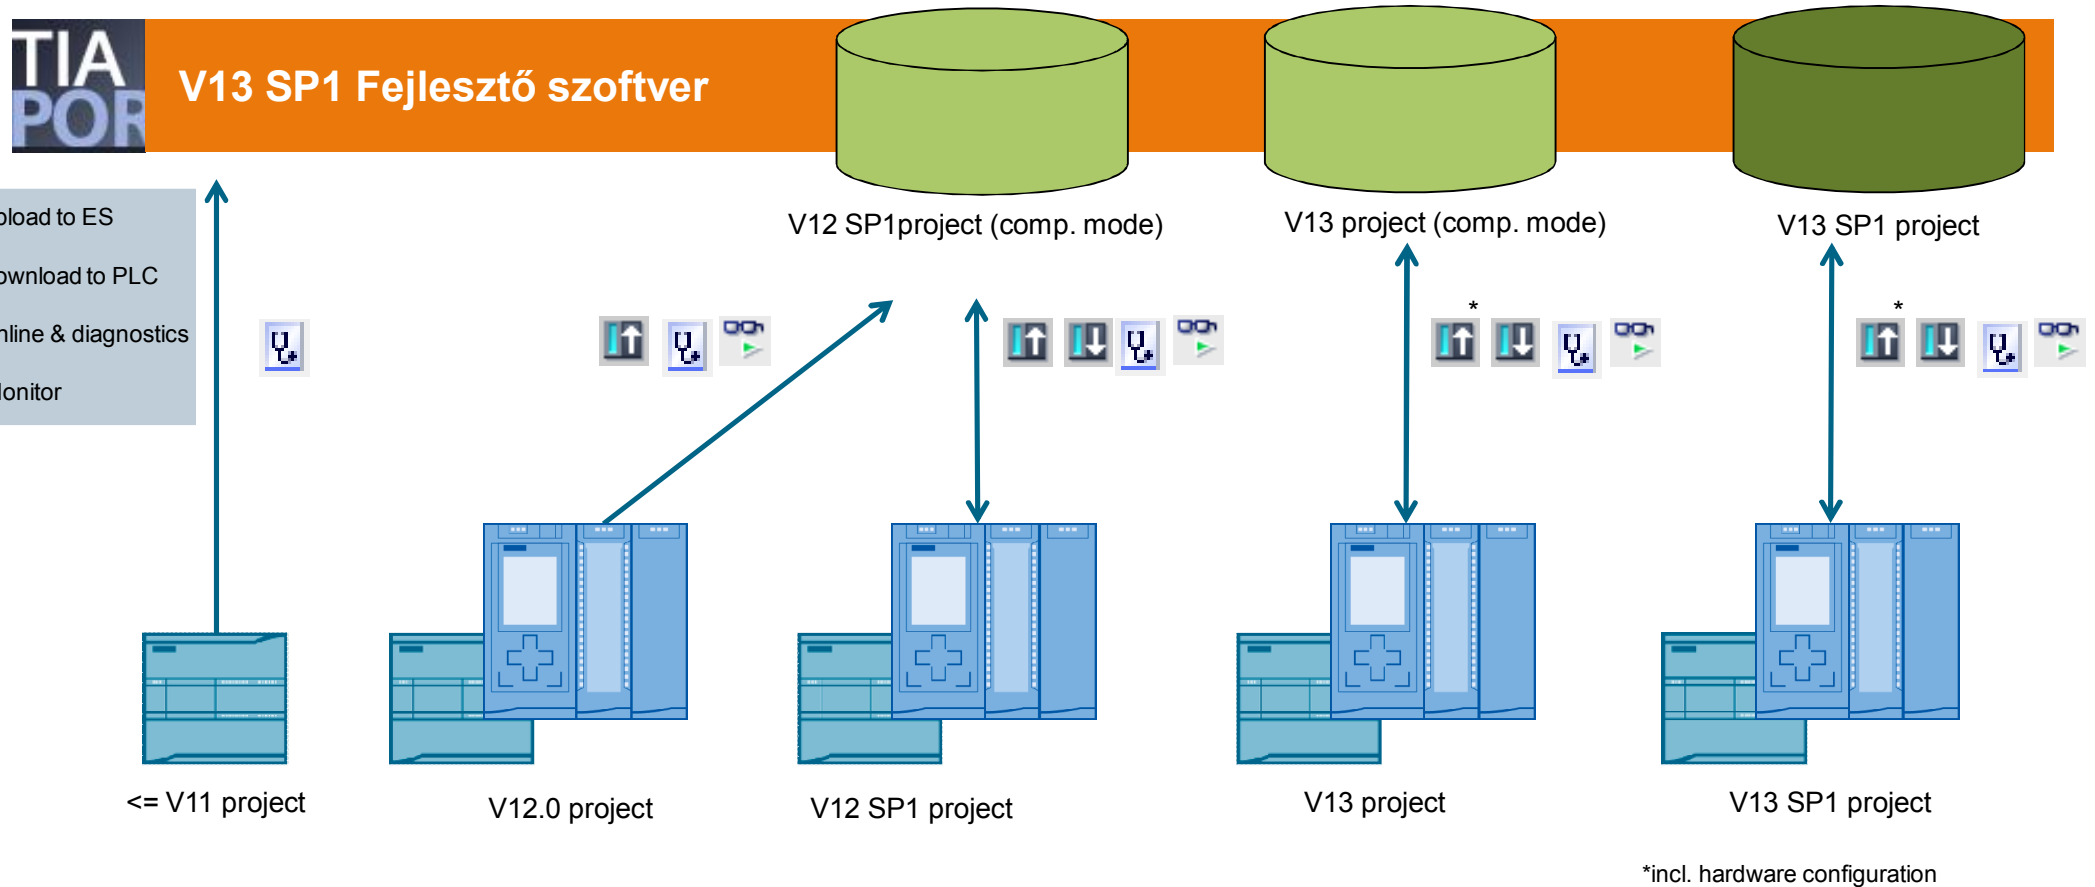 TIA
POR
V13 SP1 Fejlesztő szoftver
pload to ES
ownload to PLC
nline & diagnostics
onitor
V12 SP1project (comp. mode)
V13 project (comp. mode)
V13 SP1 project
*
*
<= V11 project
V12.0 project
V12 SP1 project
V13 project
V13 SP1 project
*incl. hardware configuration